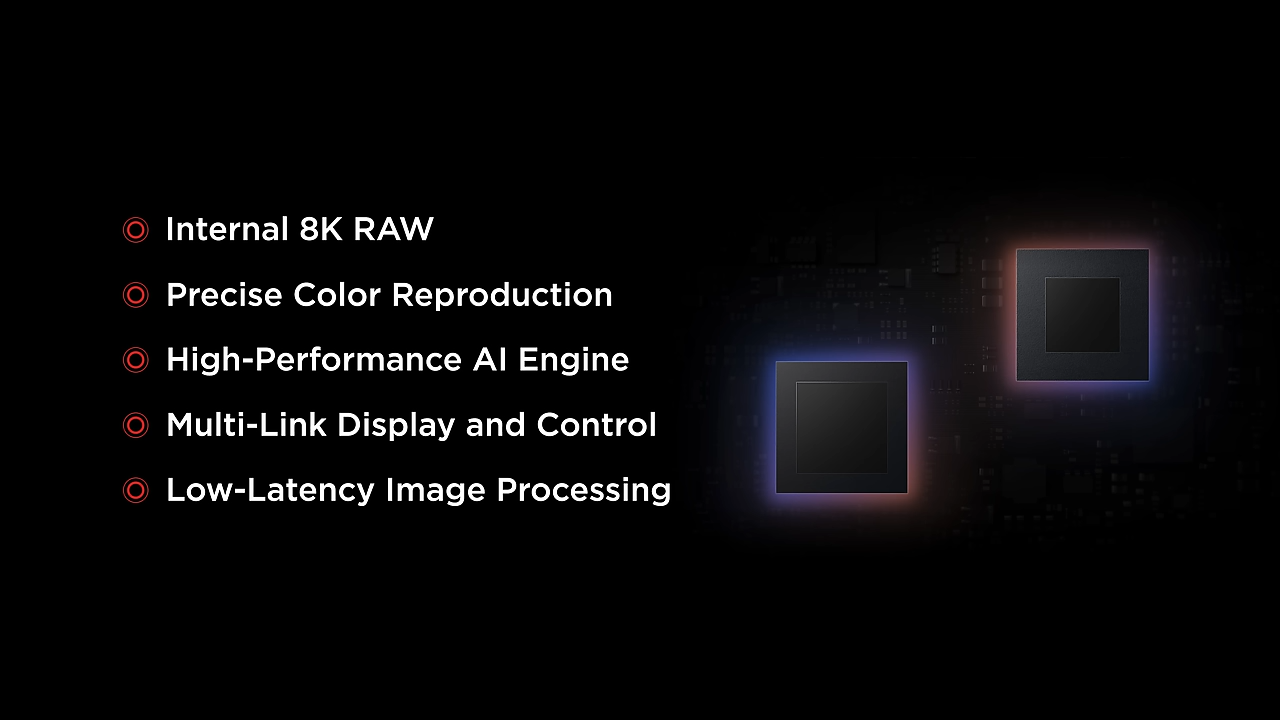 Internal 8K RAW
Precise Color Reproduction
High-Performance AI Engine
Multi-Link Display and Control
Low-Latency Image Processing